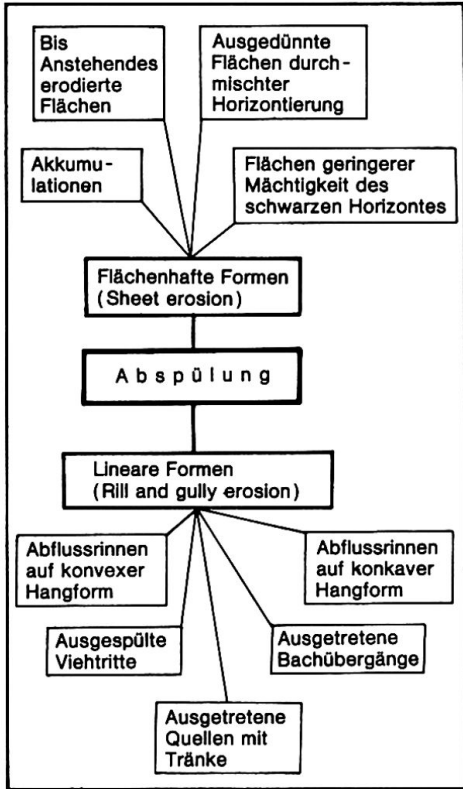 Bis
Anstehendes
erodierte
Flächen
Ausgedünnte
Flächen durch-
mischter
Horizontierung
Akkumu-
lationen
Flächen geringerer
Mächtigkeit des
schwarzen Horizontes
Flächenhafte Formen
(Sheet erosion)
Abspülung
Lineare Formen
(Rill and gully erosion)
Abflussrinnen
auf konvexer
Hangform
Abflussrinnen
auf konkaver
Hangform
Ausgespülte
Viehtritte
Ausgetretene
Bachübergänge
Ausgetretene
Quellen mit
Tränke